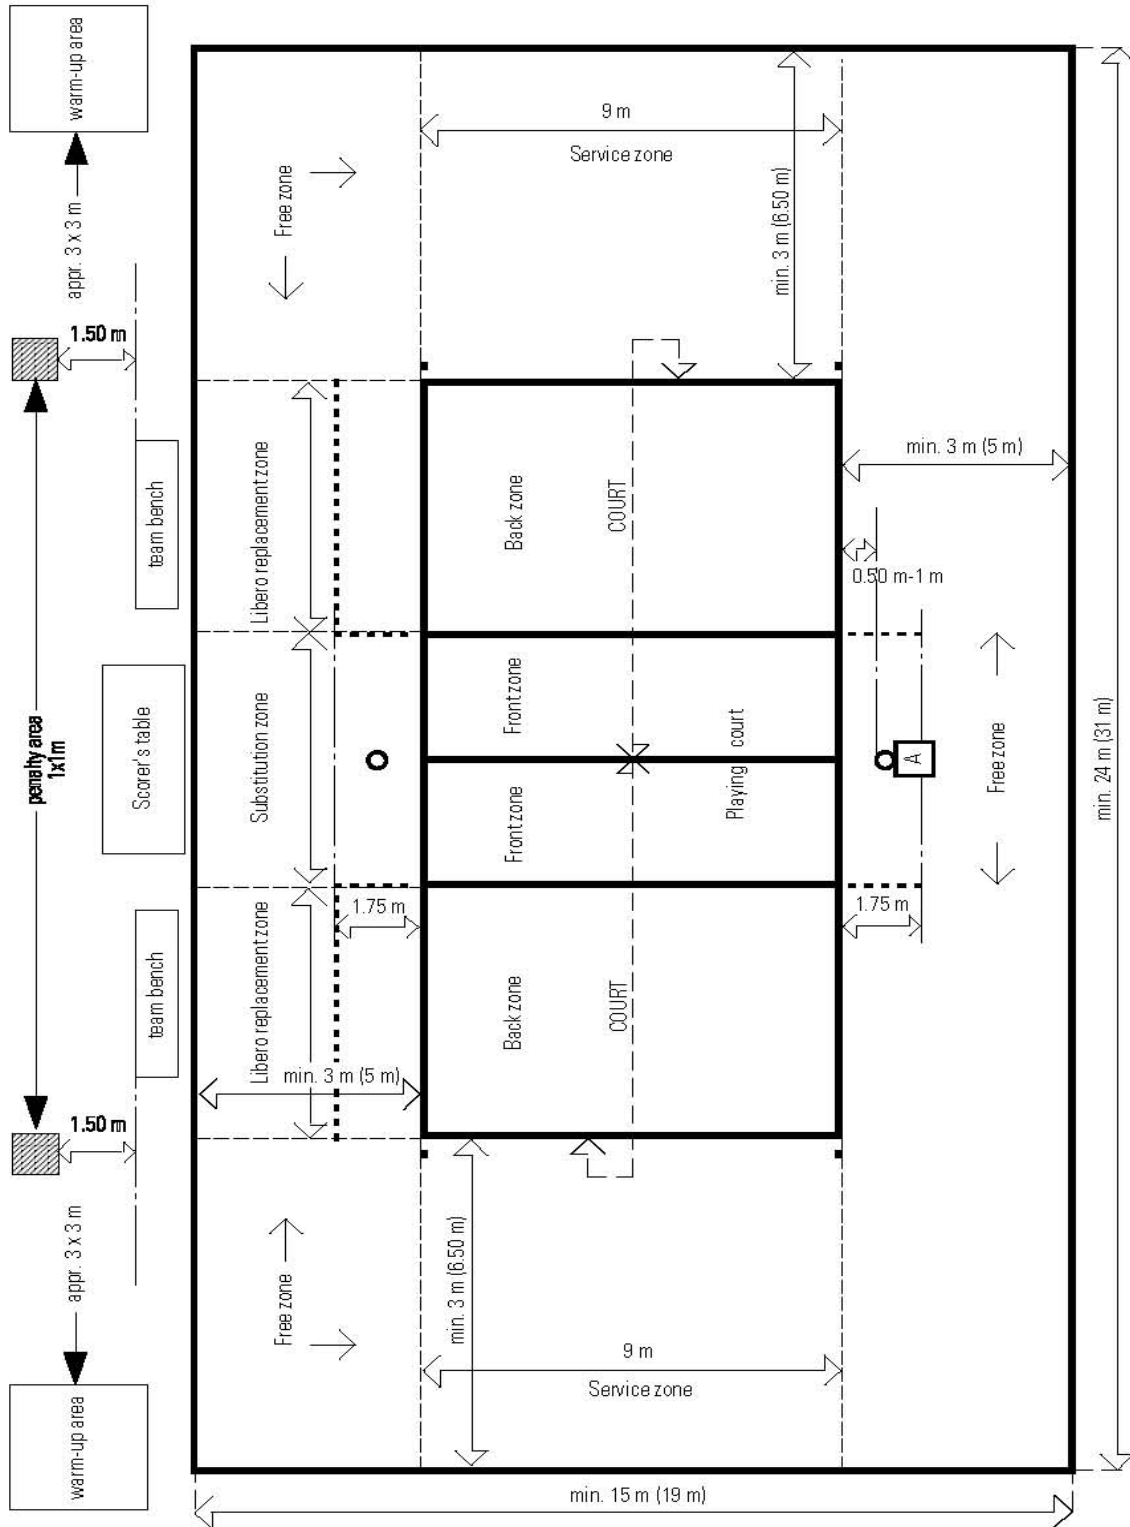 warm-up area
appr. 3 x 3 m
1.50 m
penalty area
1x1m
team bench
Scorer's table
team bench
1.50 m
appr. 3 x 3 m
warm-up area
Free zone
Libero replacement zone
Substitution zone
Libero replacement zone
Free zone
9 m
Service zone
min. 3 m (6.50 m)
Back zone
COURT
Front zone
Front zone
Playing court
Back zone
COURT
1.75 m
min. 3 m (5 m)
min. 3 m (5 m)
0.50 m-1 m
A
Free zone
1.75 m
min. 24 m (31 m)
min. 3 m (6.50 m)
9 m
Service zone
min. 15 m (19 m)